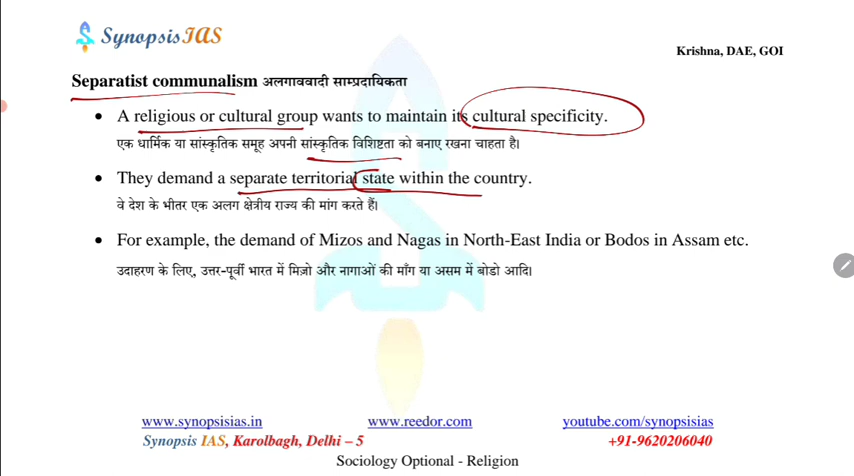 Synopsis IAS
Krishna, DAE, GOI
Separatist communalism अलगाववादी साम्प्रदायिकता
• A religious or cultural group wants to maintain its cultural specificity.
एक धार्मिक या सांस्कृतिक समूह अपनी सांस्कृतिक विशिष्टता को बनाए रखना चाहता है।
• They demand a separate territorial state within the country.
वे देश के भीतर एक अलग क्षेत्रीय राज्य की मांग करते हैं।
• For example, the demand of Mizos and Nagas in North-East India or Bodos in Assam etc.
उदाहरण के लिए, उत्तर-पूर्वी भारत में मिज़ो और नागाओं की माँग या असम में बोडो आदि।
www.synopsisias.in www.reedor.com youtube.com/synopsisias
Synopsis IAS, Karolbagh, Delhi – 5 +91-9620206040
Sociology Optional - Religion